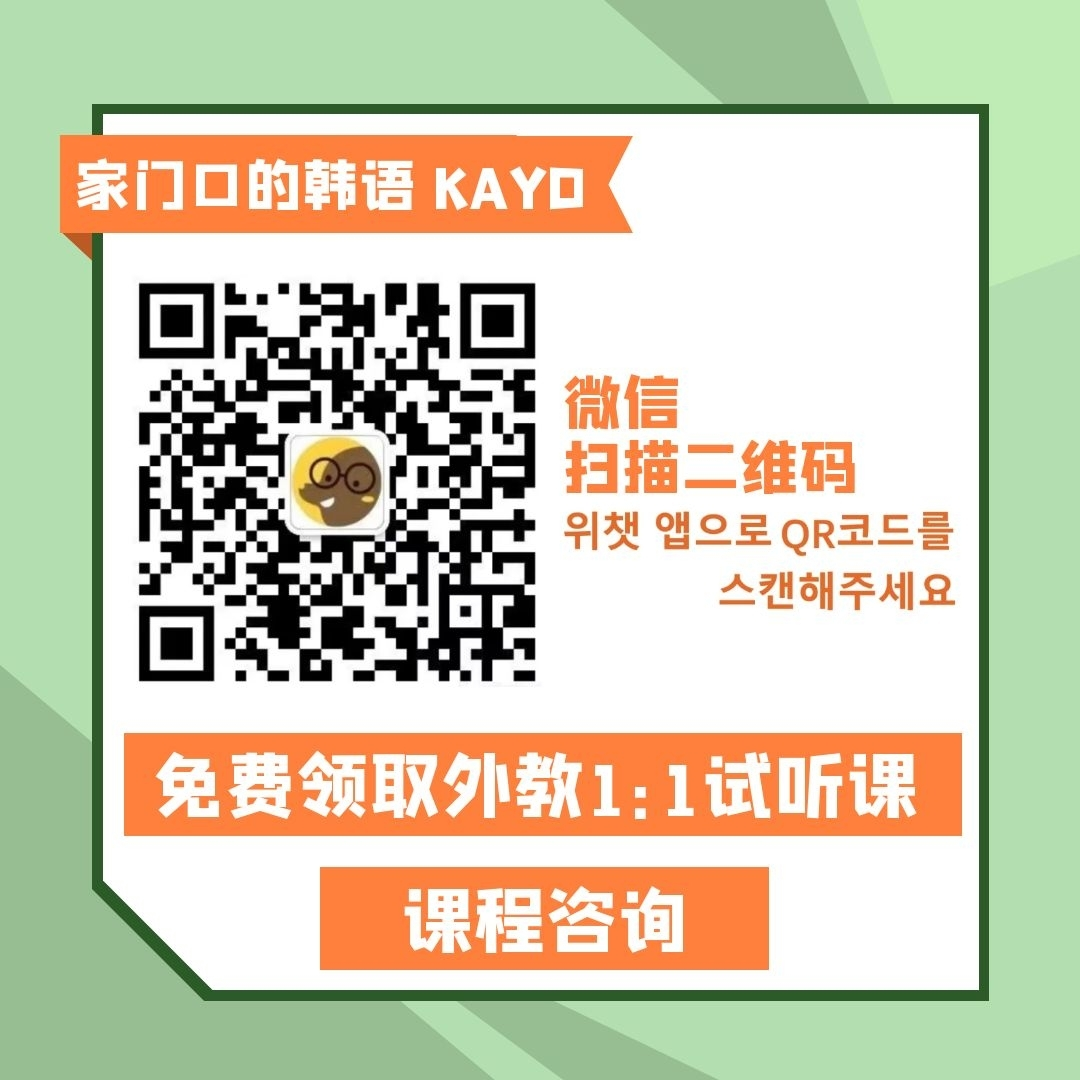 家门口的韩语 KAYO
微信
扫描二维码
위챗 앱으로 QR코드를
스캔해주세요
免费领取外教1:1试听课
课程咨询